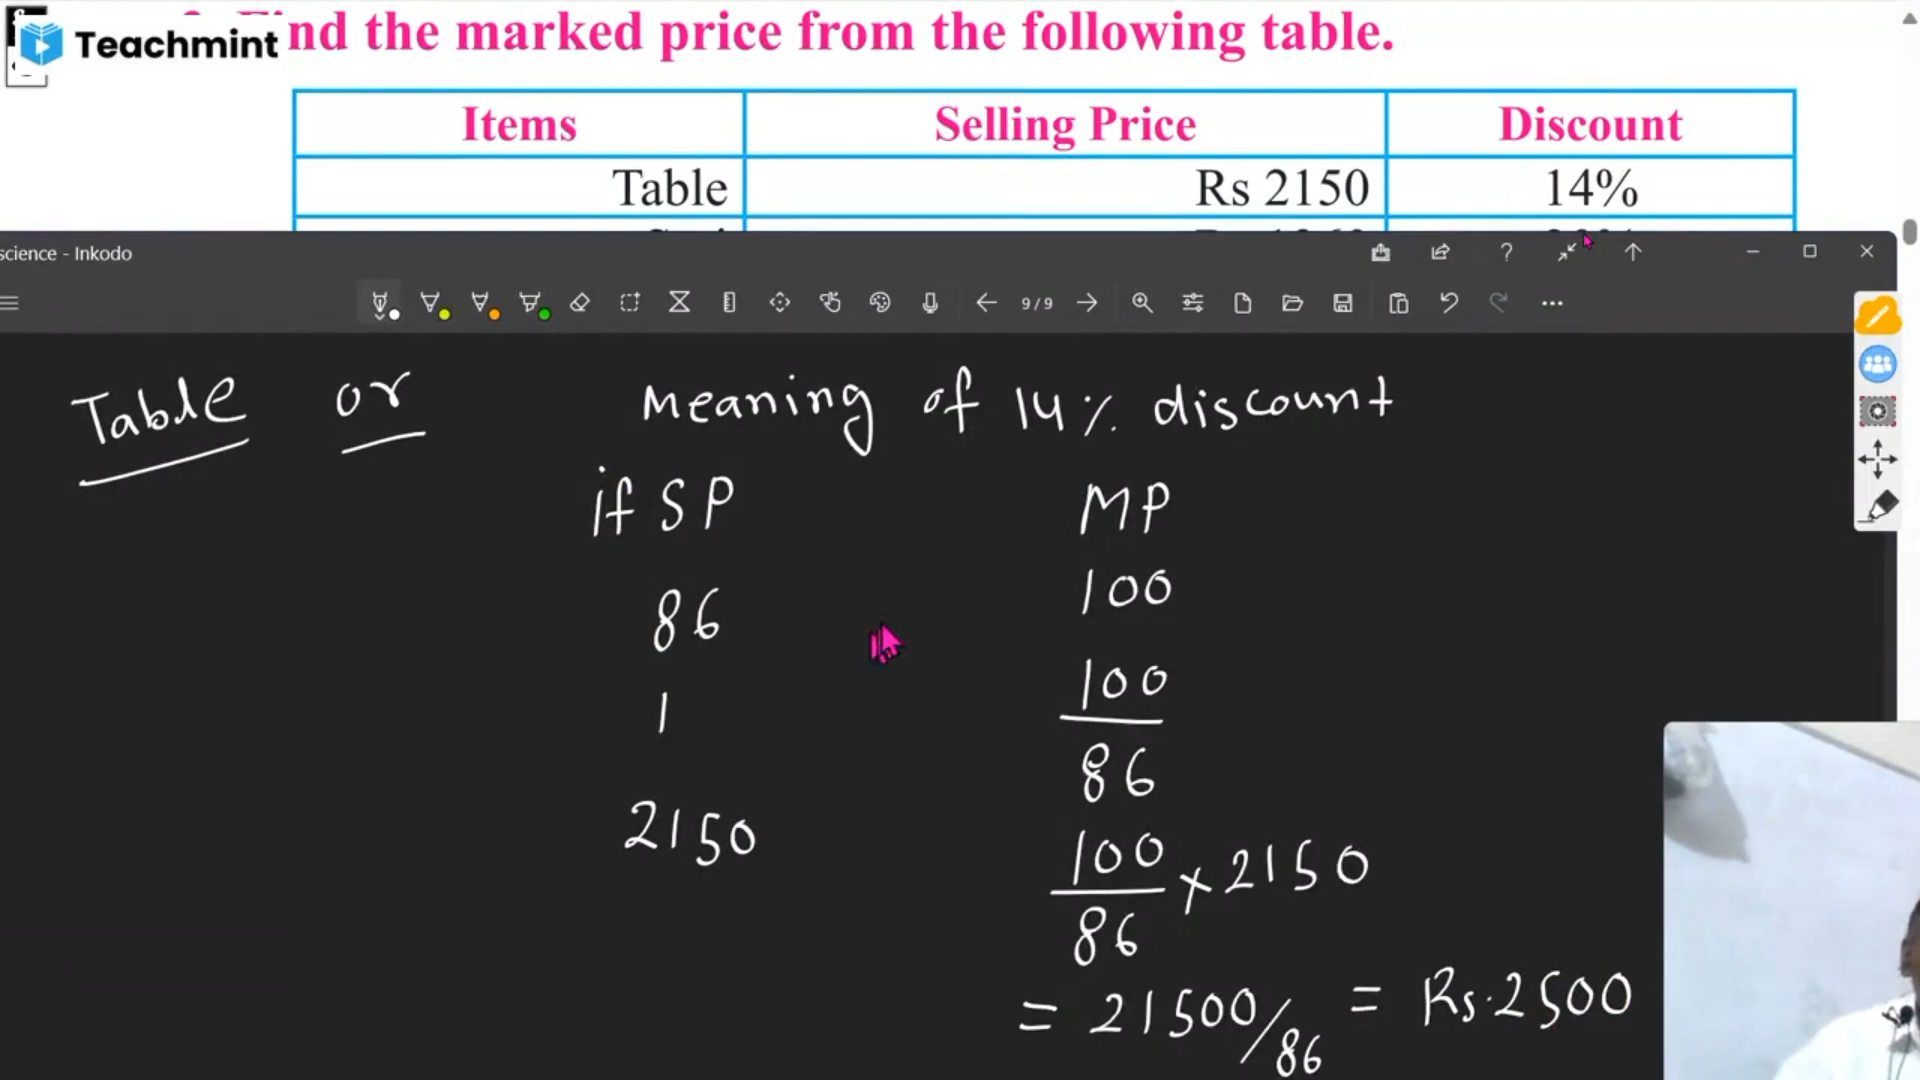 Teachmint
nd the marked price from the following table.
Items Selling Price Discount
Table Rs 2150 14%
science - Inkodo
9/9
Table or Meaning of 14% discount
if SP MP
86 100
1 100
86
2150 100 × 2150
86
= 21500/86 = Rs.2500